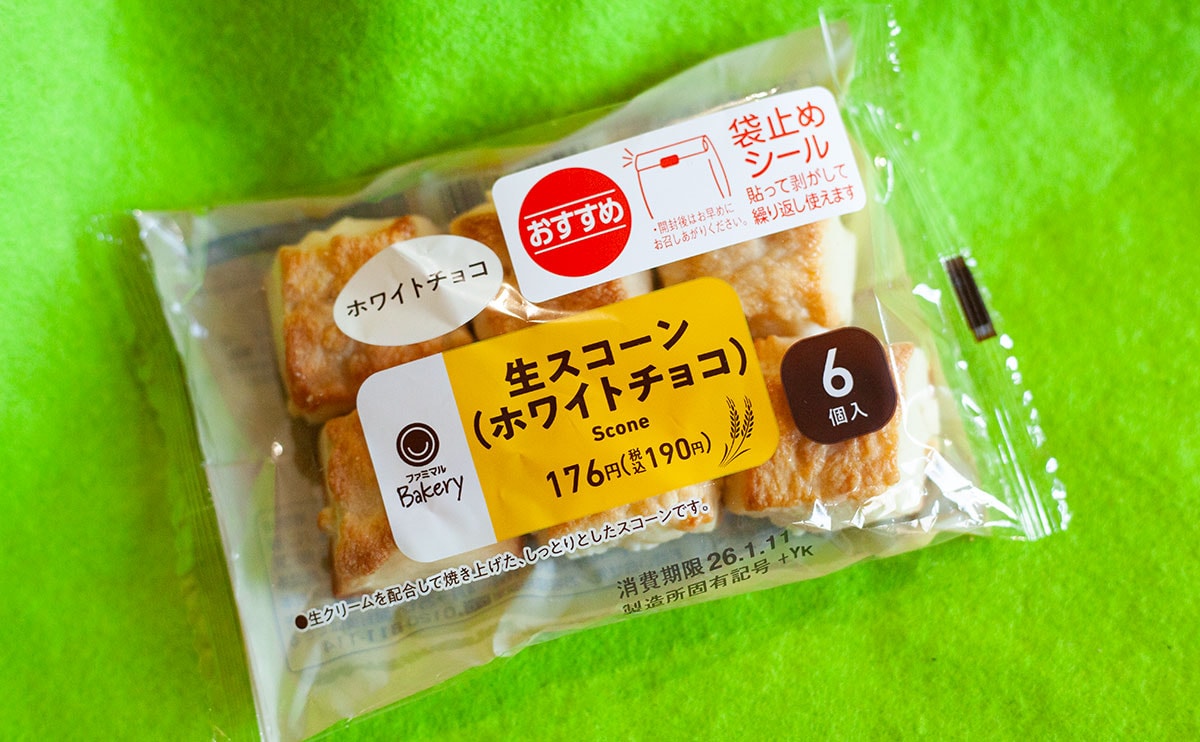 袋止め
シール
貼って剥がして
繰り返し使えます
おすすめ
・開封後はお早めに
お召しあがりください。
ホワイトチョコ
生スコーン
(ホワイトチョコ)
Scone
176円(税込190円)
6
個入
ファミマル
Bakery
●生クリームを配合して焼き上げた、しっとりとしたスコーンです。
消費期限 26.1.11
製造所固有記号 +YK